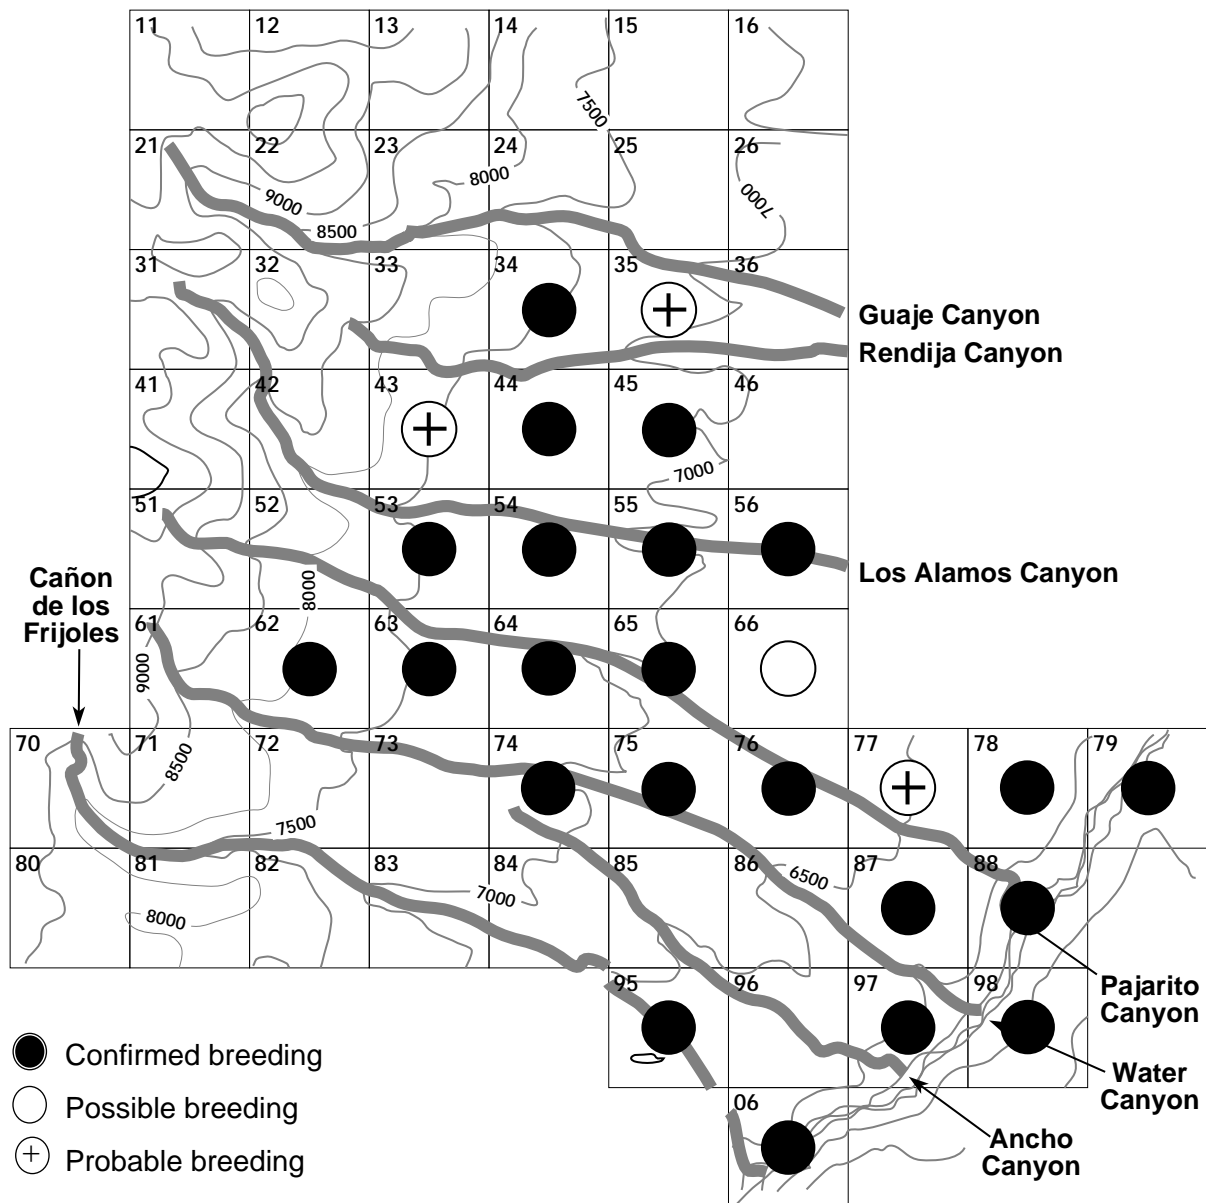 11 12 13 14 15 16
7500
21 22 23 24 25 26
8000
9000
7000
8500
31 32 33 34 35 36
Guaje Canyon
Rendija Canyon
41 42 43 44 45 46
7000
51 52 53 54 55 56
Cañon
de los
Frijoles
8000
Los Alamos Canyon
61 62 63 64 65 66
9000
70 71 72 73 74 75 76 77 78 79
8500
7500
80 81 82 83 84 85 86 87 88
6500
7000
8000
95 96 97 98
Pajarito
Canyon
Confirmed breeding
Water
Canyon
Possible breeding
06
Ancho
Canyon
Probable breeding